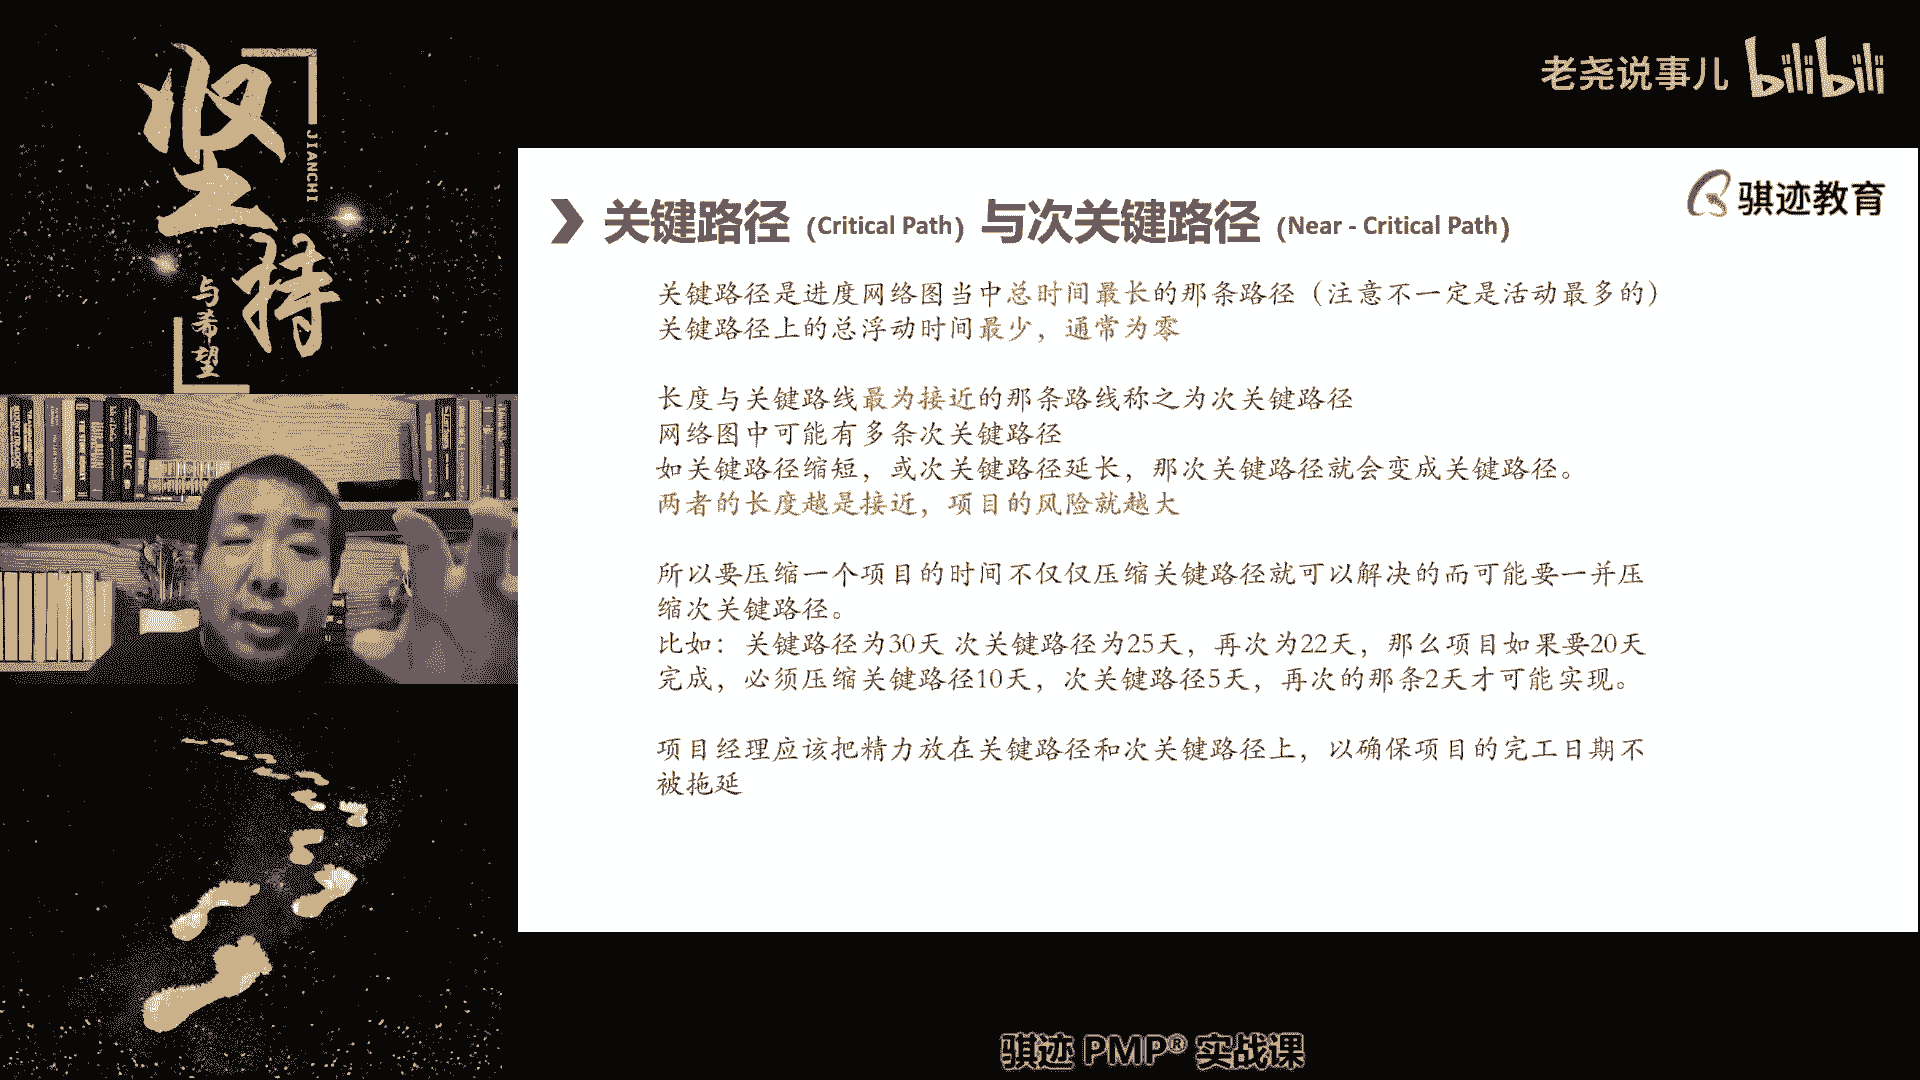 坚持
JIANCHI
与希望
老尧说事儿 bilibili
骐迹教育
关键路径 (Critical Path) 与次关键路径 (Near - Critical Path)
关键路径是进度网络图当中总时间最长的那条路径（注意不一定是活动最多的）
关键路径上的总浮动时间最少，通常为零
长度与关键路线最为接近的那条路线称之为次关键路径
网络图中可能有多条次关键路径
如关键路径缩短，或次关键路径延长，那次关键路径就会变成关键路径。
两者的长度越是接近，项目的风险就越大
所以要压缩一个项目的时间不仅仅压缩关键路径就可以解决的而可能要一并压
缩次关键路径。
比如：关键路径为30天 次关键路径为25天，再次为22天，那么项目如果要20天
完成，必须压缩关键路径10天，次关键路径5天，再次的那条2天才可能实现。
项目经理应该把精力放在关键路径和次关键路径上，以确保项目的完工日期不
被拖延
骐迹 PMP® 实战课